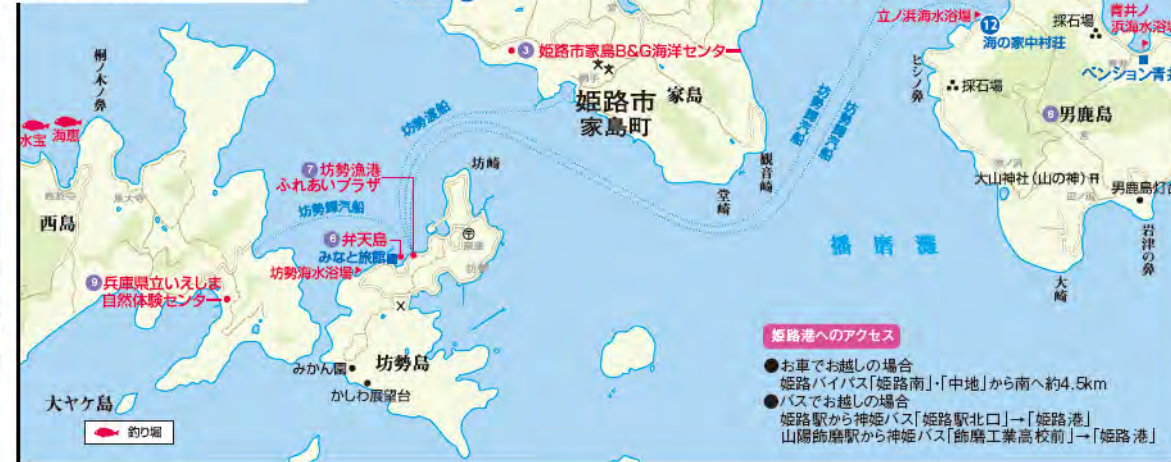 立ノ浜海水浴場
12
海の家中村荘
採石場
青井ノ
浜海水浴場
ペンション青井
3 姫路市家島B&G海洋センター
桐ノ木ノ鼻
ヒシノ鼻
採石場
姫路市
家島町
家島
8 男鹿島
水宝
海恵
坊勢渡船
坊勢輝汽船
坊勢輝汽船
観音崎
7 坊勢漁港
ふれあいプラザ
坊崎
堂崎
大山神社(山の神)
男鹿島灯
西島
坊勢輝汽船
6 弁天島
みなと旅館
坊勢海水浴場
坊勢
播磨灘
岩津の鼻
9 兵庫県立いえしま
自然体験センター
大崎
姫路港へのアクセス
みかん園
坊勢島
かしわ展望台
●お車でお越しの場合
姫路バイパス「姫路南」・「中地」から南へ約4.5km
●バスでお越しの場合
姫路駅から神姫バス「姫路駅北口」→「姫路港」
山陽飾磨駅から神姫バス「飾磨工業高校前」→「姫路港」
大ヤケ島
釣り堀